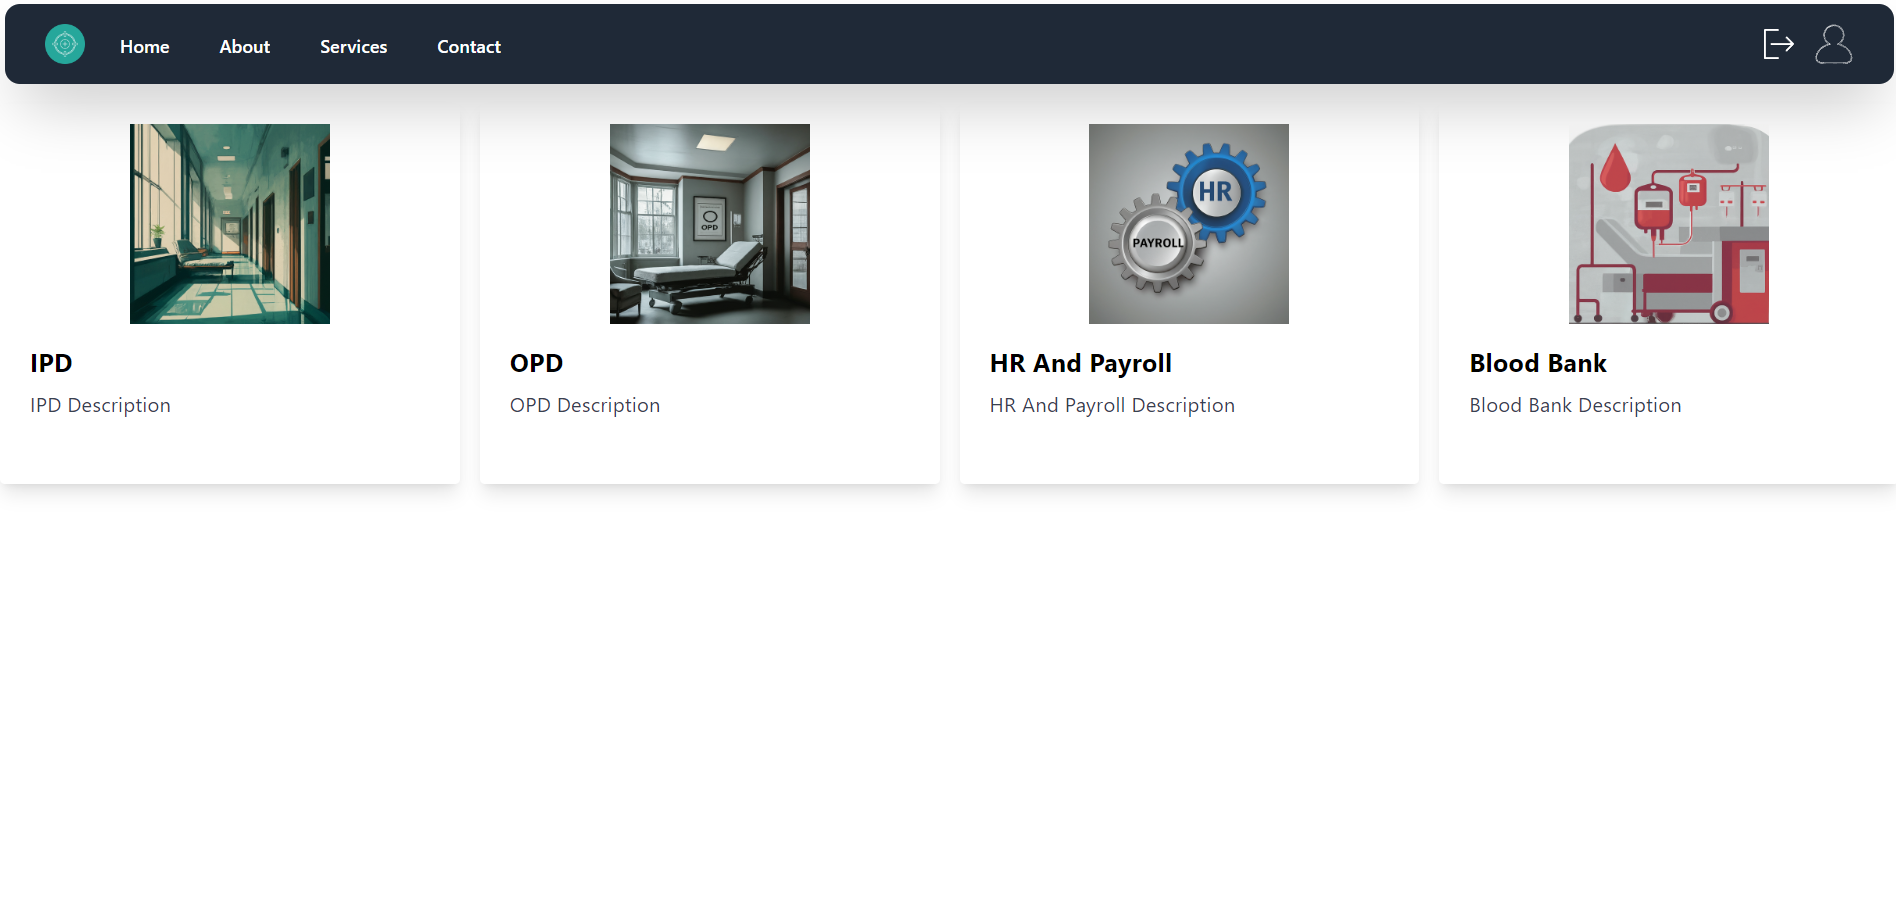 Home About Services Contact
OPD
HR
PAYROLL
IPD
IPD Description
OPD
OPD Description
HR And Payroll
HR And Payroll Description
Blood Bank
Blood Bank Description